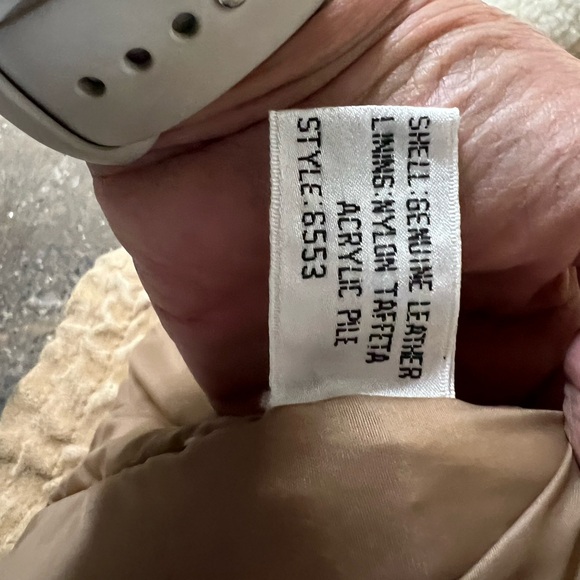 SHELL:GENUINE LEATHER
LINING:NYLON TAFFETA
ACRYLIC PILE
STYLE:6553